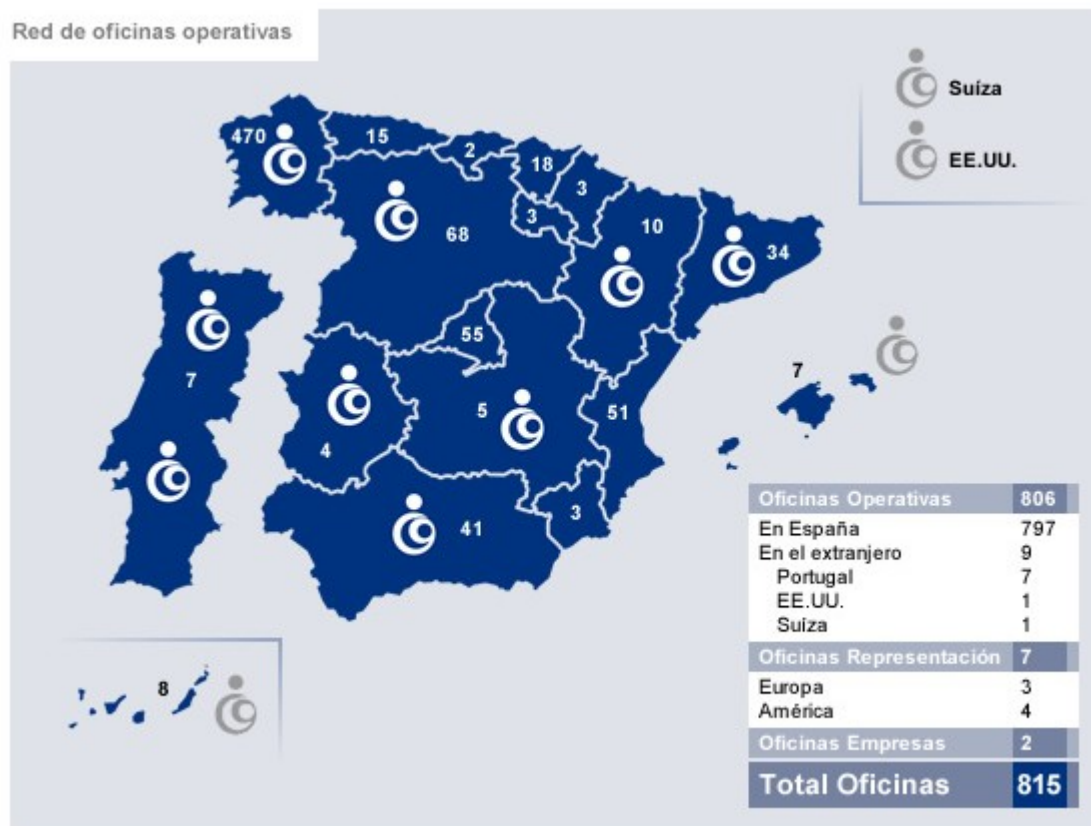 Red de oficinas operativas
Suíza
EE.UU.
470
15
2
18
3
3
68
10
34
55
7
7
5
51
4
41
3
8
Oficinas Operativas 806
En España 797
En el extranjero 9
Portugal 7
EE.UU. 1
Suíza 1
Oficinas Representación 7
Europa 3
América 4
Oficinas Empresas 2
Total Oficinas 815